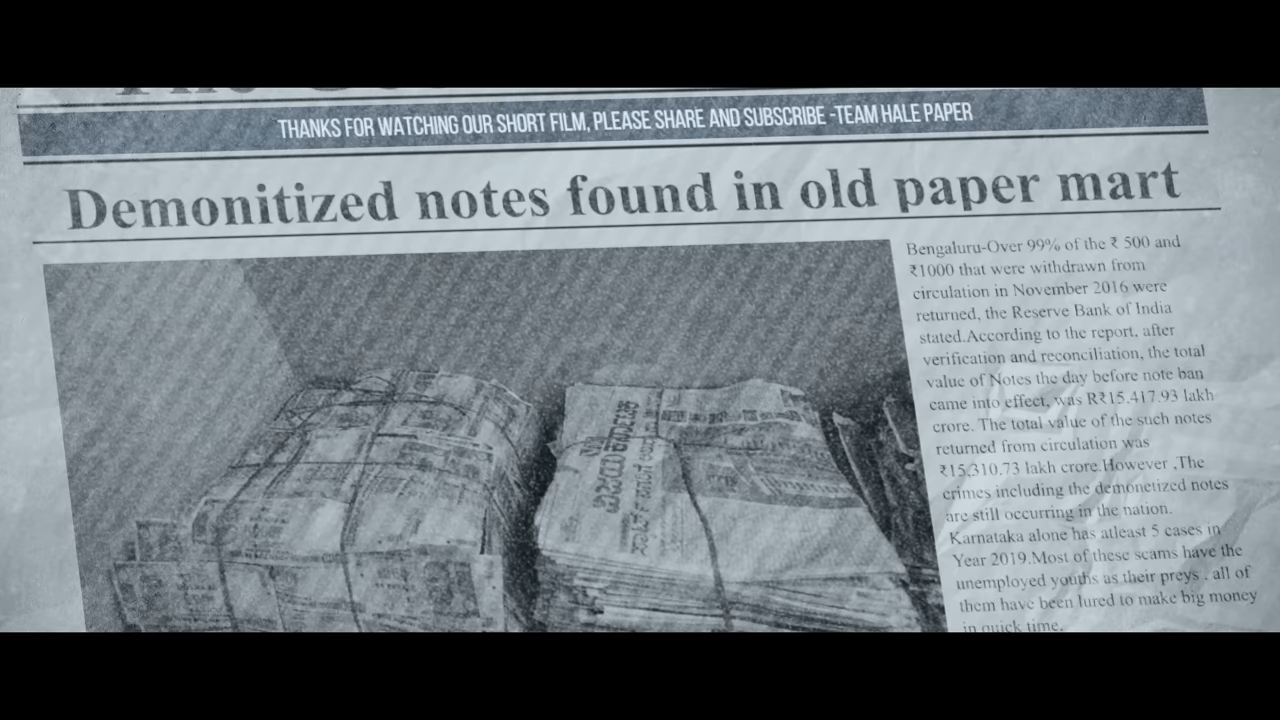 THANKS FOR WATCHING OUR SHORT FILM, PLEASE SHARE AND SUBSCRIBE -TEAM HALE PAPER
Demonitized notes found in old paper mart
Bengaluru-Over 99% of the ₹ 500 and
₹1000 that were withdrawn from
circulation in November 2016 were
returned, the Reserve Bank of India
stated.According to the report, after
verification and reconciliation, the total
value of Notes the day before note ban
came into effect, was R₹15.417.93 lakh
crore. The total value of the such notes
returned from circulation was
₹15,310.73 lakh crore.However ,The
crimes including the demonetized notes
are still occurring in the nation.
Karnataka alone has atleast 5 cases in
Year 2019.Most of these scams have the
unemployed youths as their preys , all of
them have been lured to make big money
in quick time.
ವಿಜಯ ಕರ್ನಾಟಕ